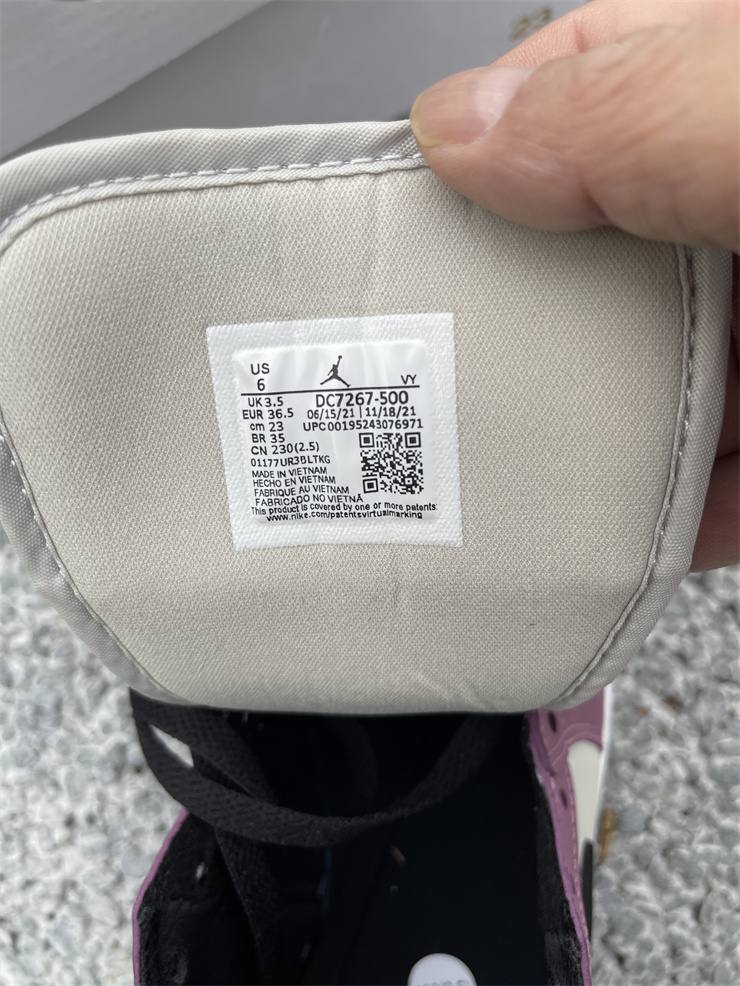 23
US
6
VY
UK 3.5
DC7267-500
EUR 36.5
06/15/21 | 11/18/21
cm 23
UPC00195243076971
BR 35
CN 230(2.5)
01177UR3BLTKG
MADE IN VIETNAM
HECHO EN VIETNAM
FABRIQUE AU VIETNAM
FABRICADO NO VIETNÃ
This product is covered by one or more patents:
www.nike.com/patentsvirtualmarking